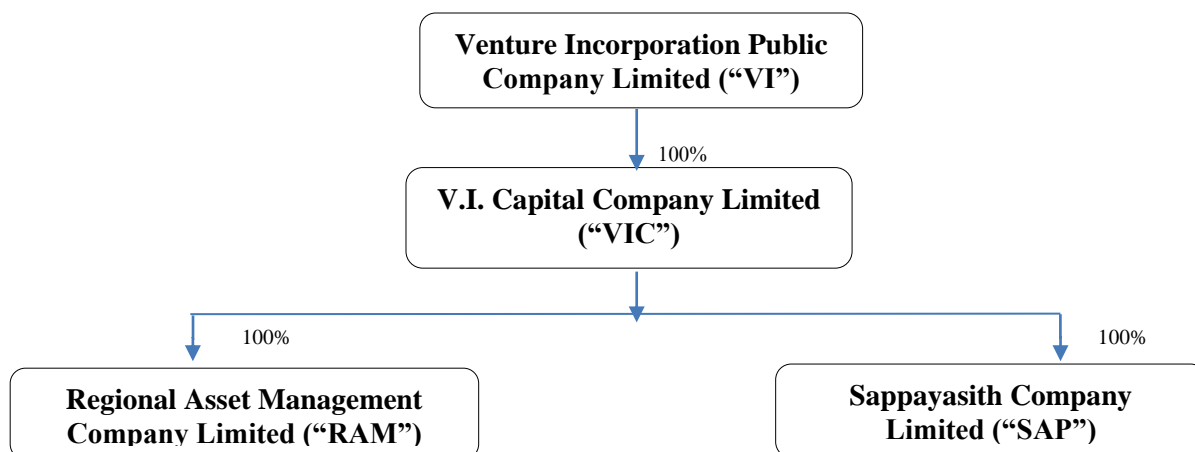 Venture Incorporation Public
Company Limited (“VI”)
100%
V.I. Capital Company Limited
(“VIC”)
100%
100%
Regional Asset Management
Company Limited (“RAM”)
Sappayasith Company
Limited (“SAP”)